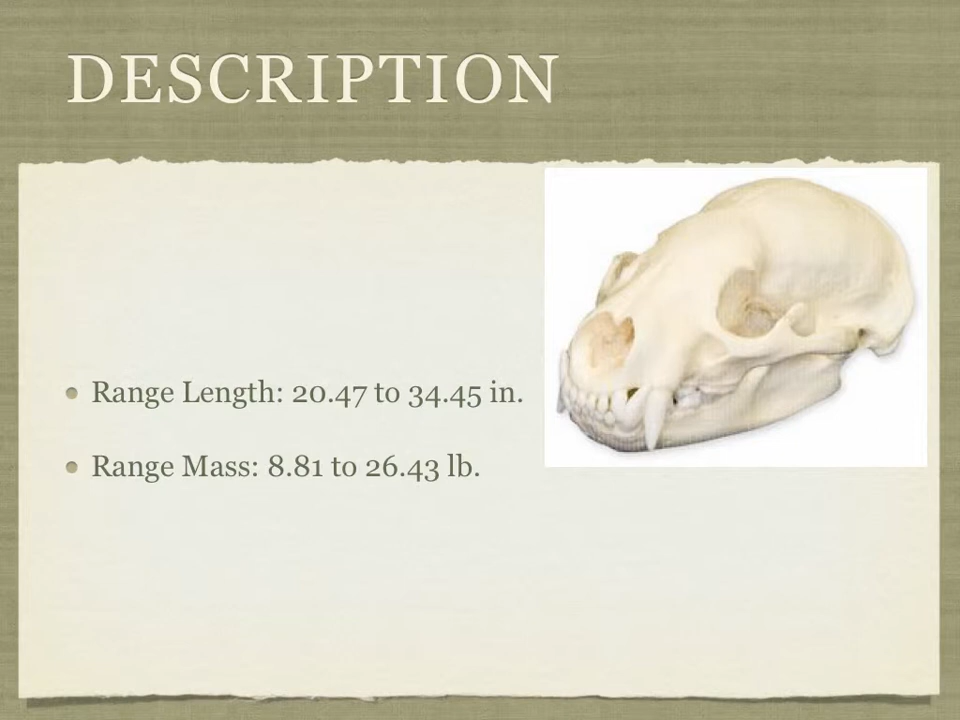 DESCRIPTION
Range Length: 20.47 to 34.45 in.
Range Mass: 8.81 to 26.43 lb.